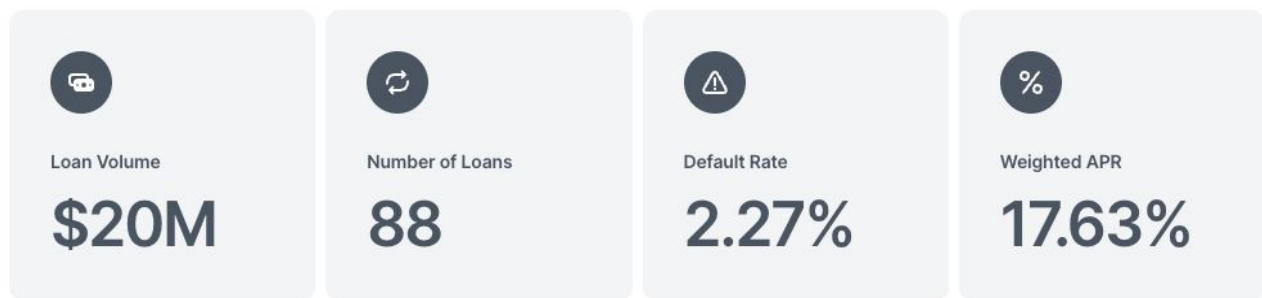 Loan Volume
$20M
Number of Loans
88
Default Rate
2.27%
Weighted APR
17.63%